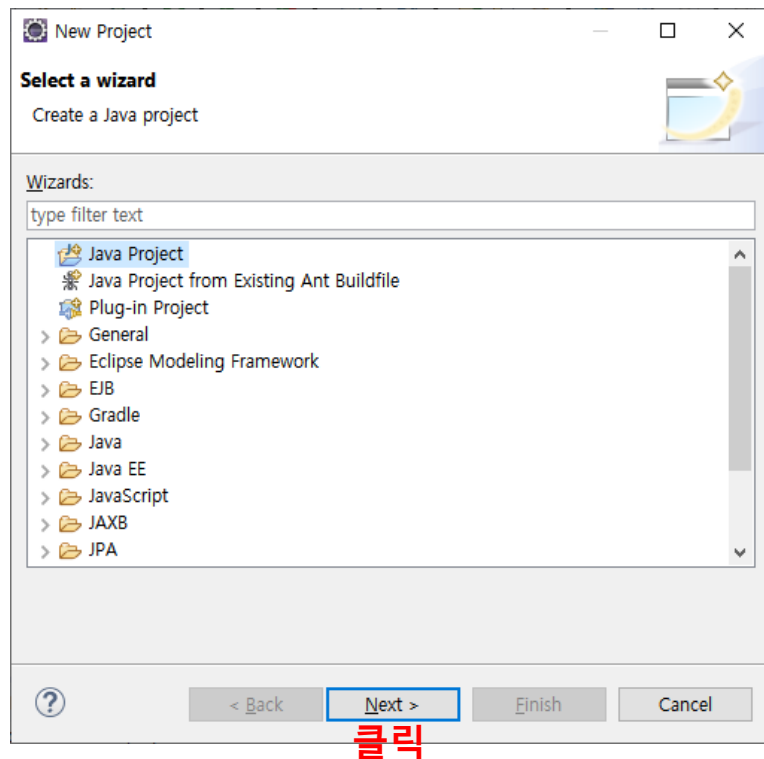 New Project
Select a wizard
Create a Java project
Wizards:
type filter text
Java Project
Java Project from Existing Ant Buildfile
Plug-in Project
General
Eclipse Modeling Framework
EJB
Gradle
Java
Java EE
JavaScript
JAXB
JPA
? < Back Next > Finish Cancel
클릭